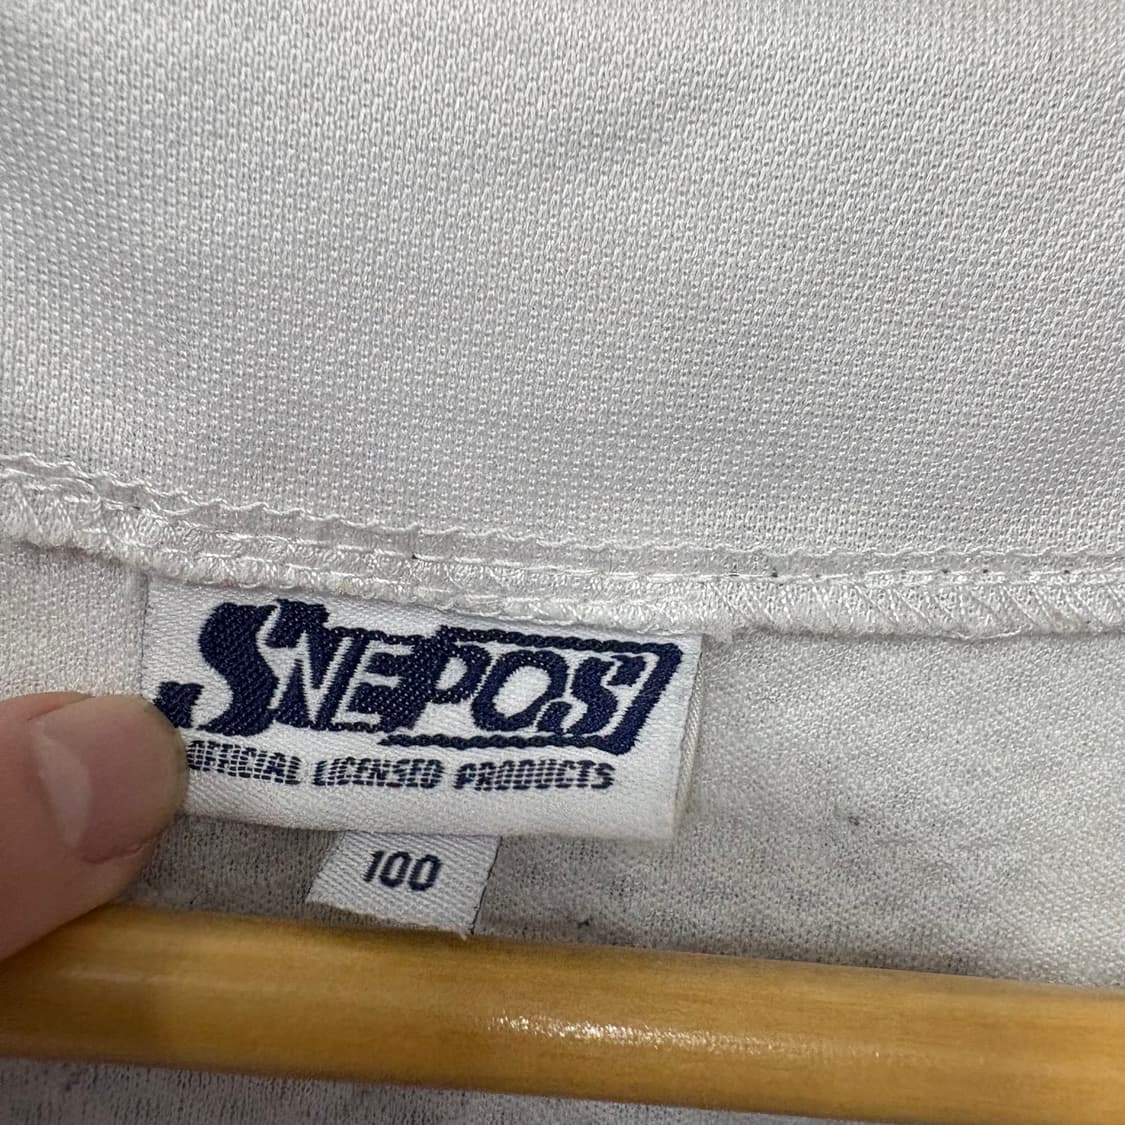 SNEPOS
OFFICIAL LICENSED PRODUCTS
100